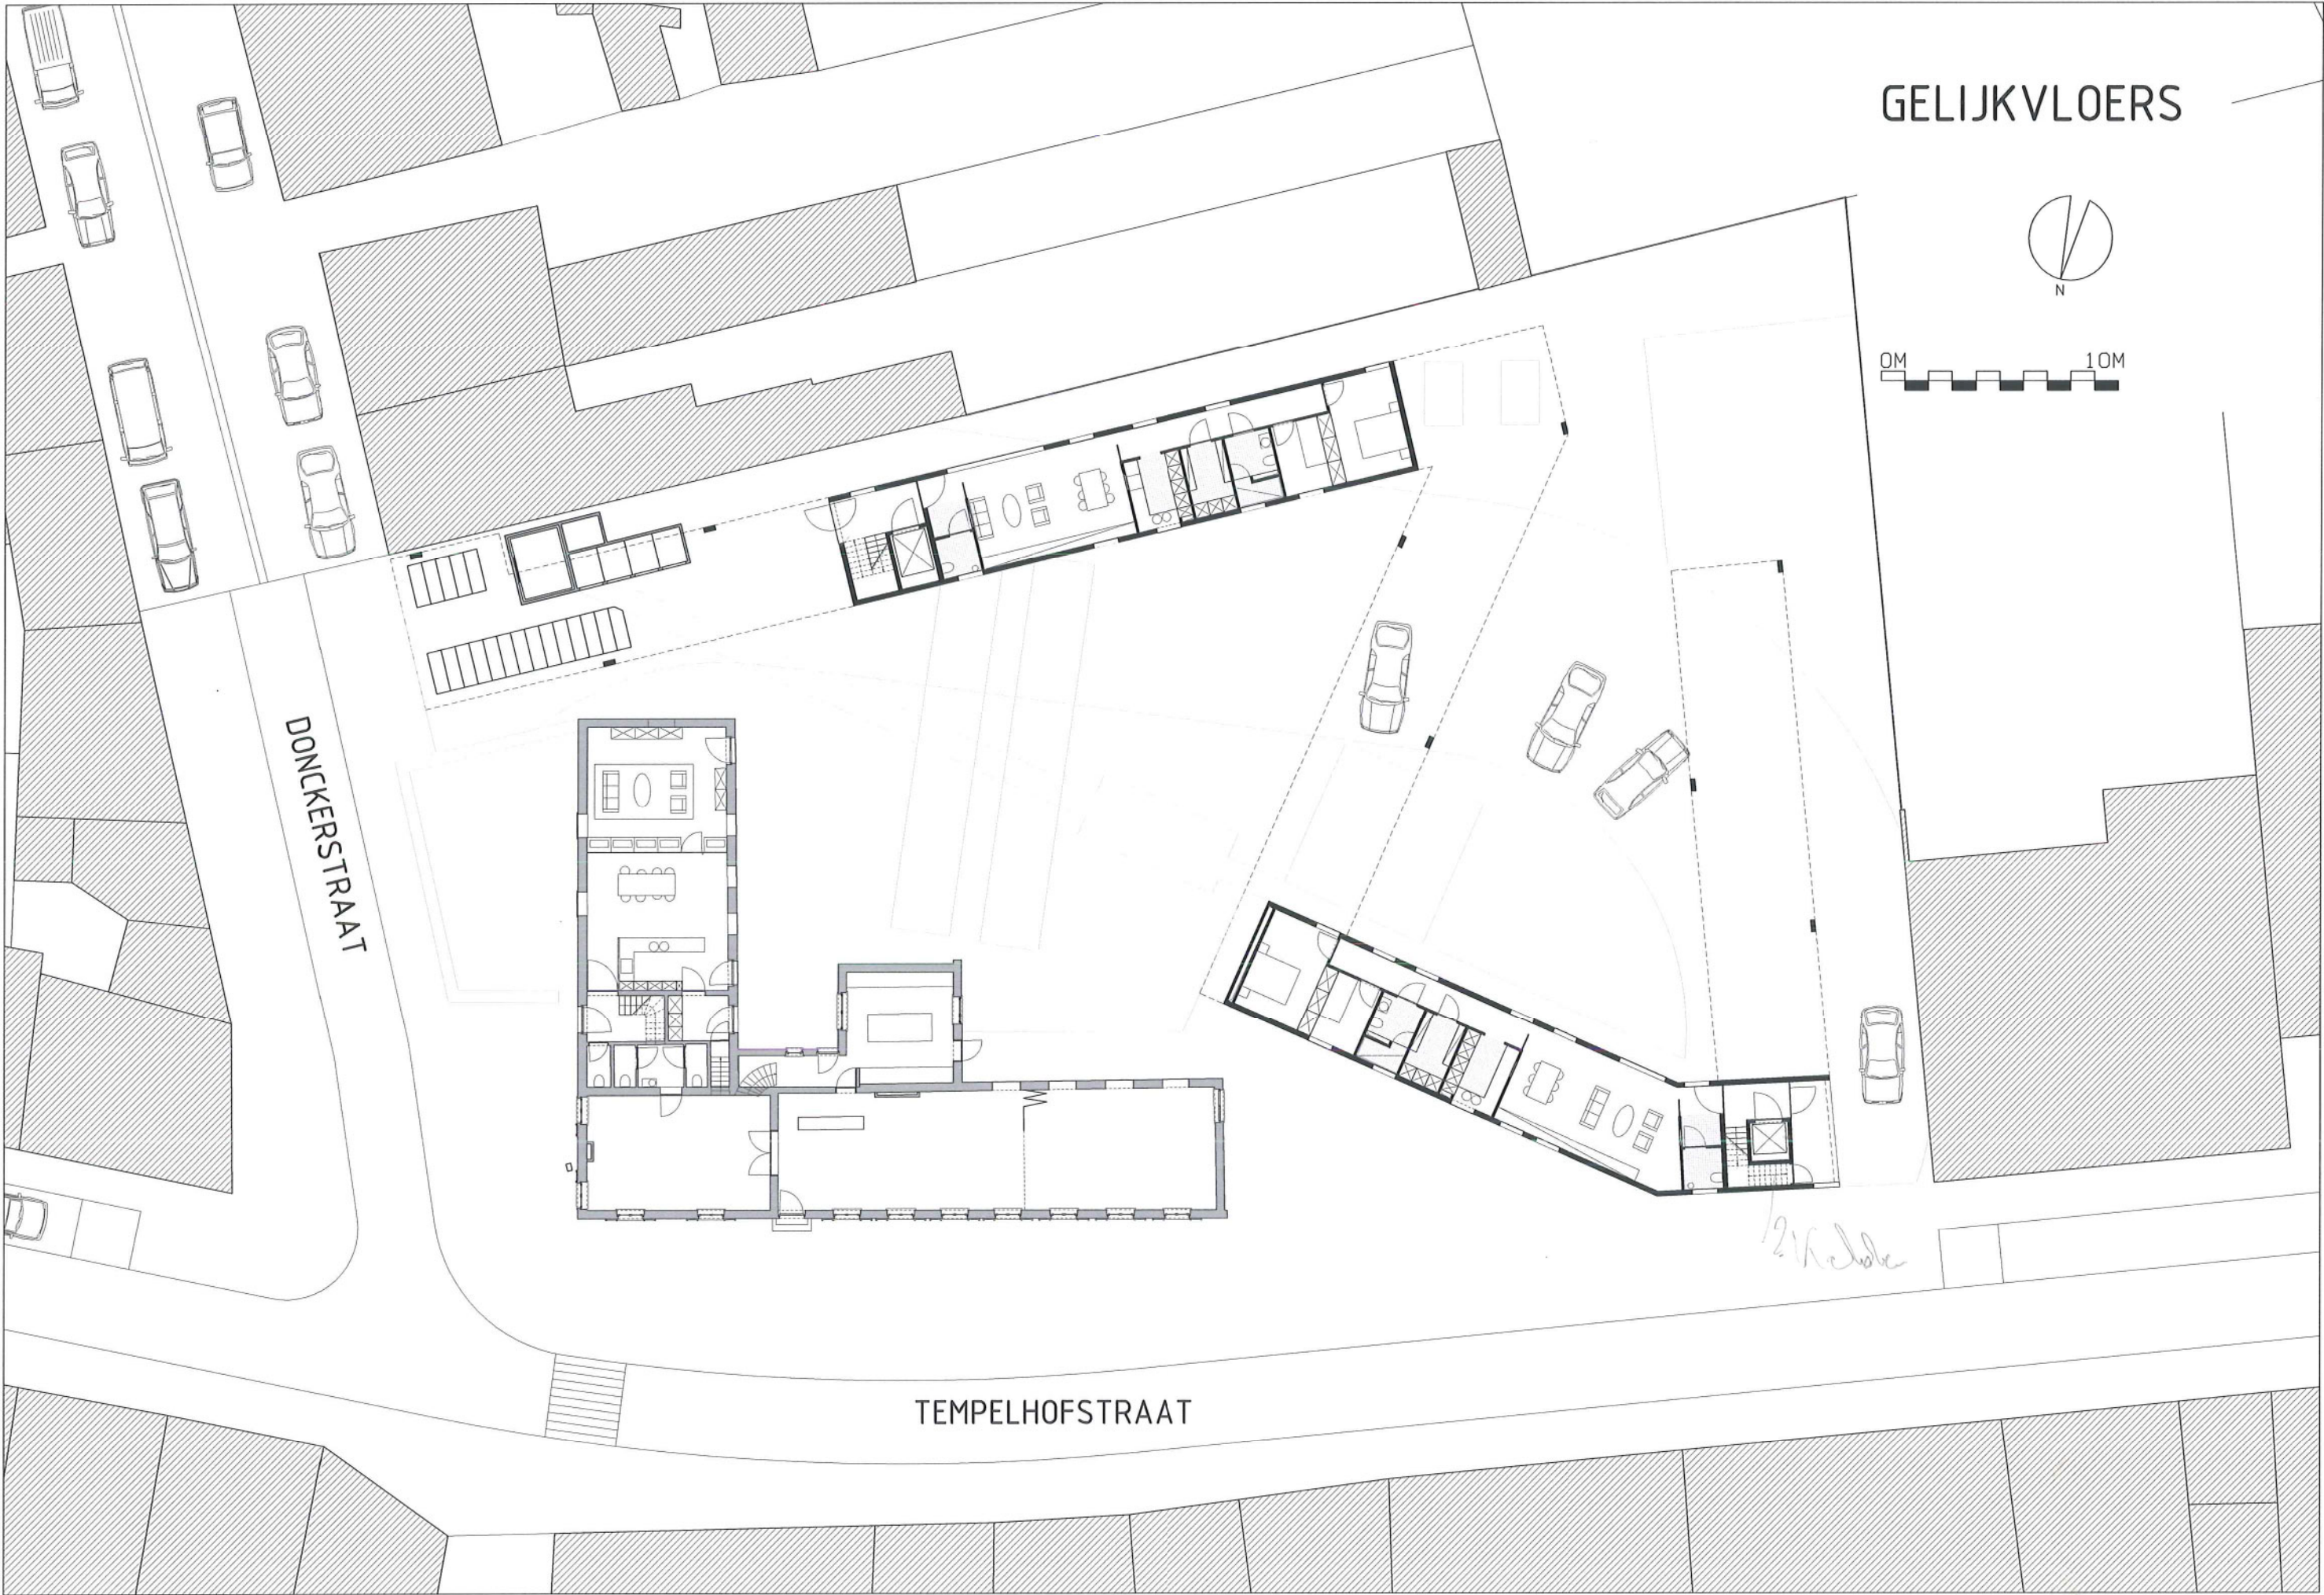 GELIJKVLOERS
N
0M 10M
DONCKERSTRAAT
TEMPELHOFSTRAAT